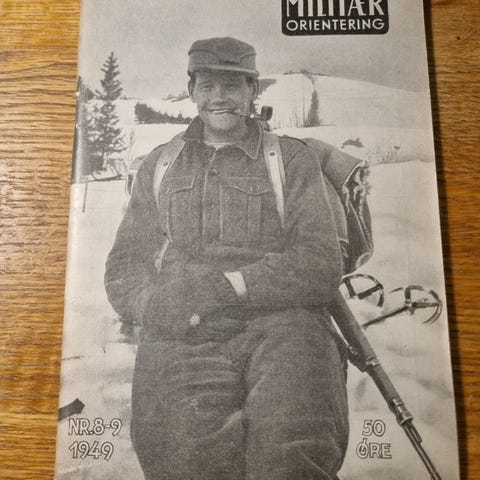 MILITÆR
ORIENTERING
NR.8-9
1949
50
ØRE